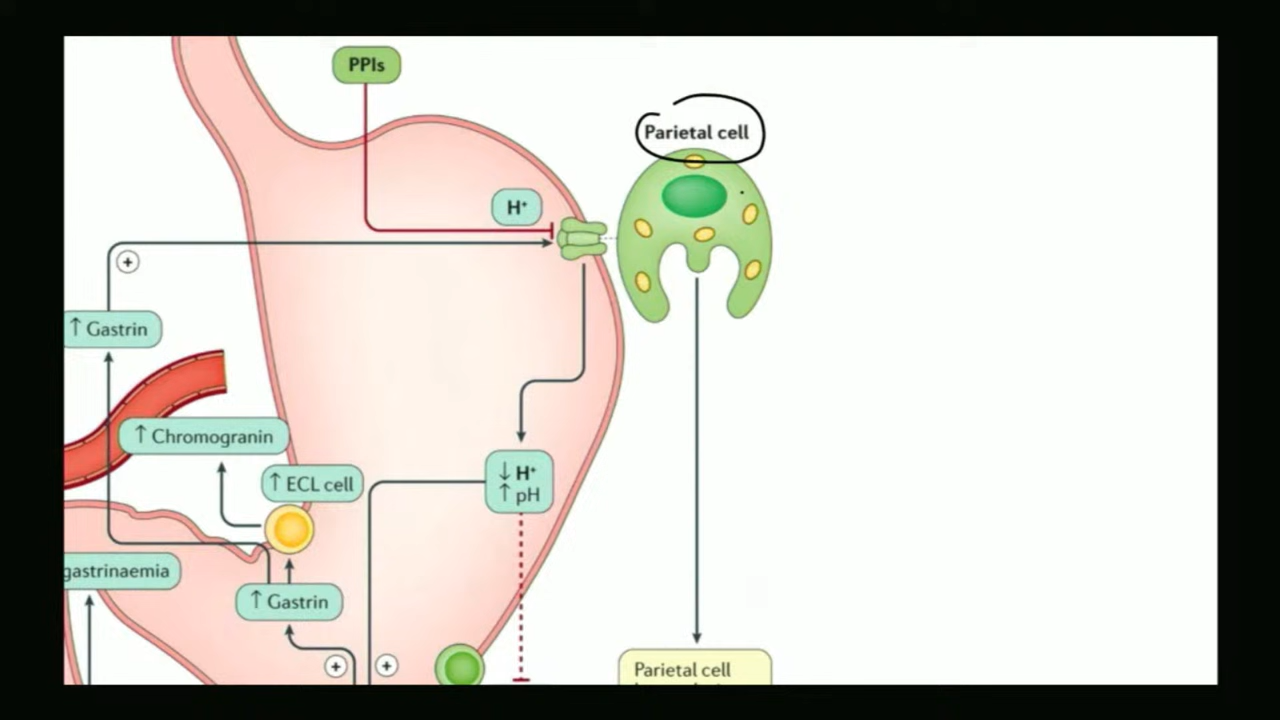 PPIs
Parietal cell
H⁺
+
↑ Gastrin
↑ Chromogranin
↑ ECL cell
↓ H⁺
↑ pH
gastrinaemia
↑ Gastrin
+
+
Parietal cell